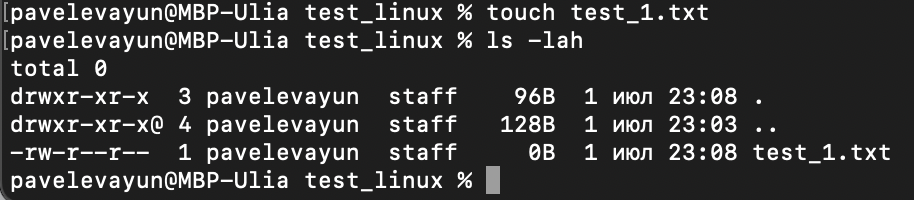 [pavelevayun@MBP-Ulia test_linux % touch test_1.txt
[pavelevayun@MBP-Ulia test_linux % ls -lah
total 0
drwxr-xr-x  3 pavelevayun  staff    96B  1 июл 23:08 .
drwxr-xr-x@ 4 pavelevayun  staff   128B  1 июл 23:03 ..
-rw-r--r--  1 pavelevayun  staff     0B  1 июл 23:08 test_1.txt
pavelevayun@MBP-Ulia test_linux %